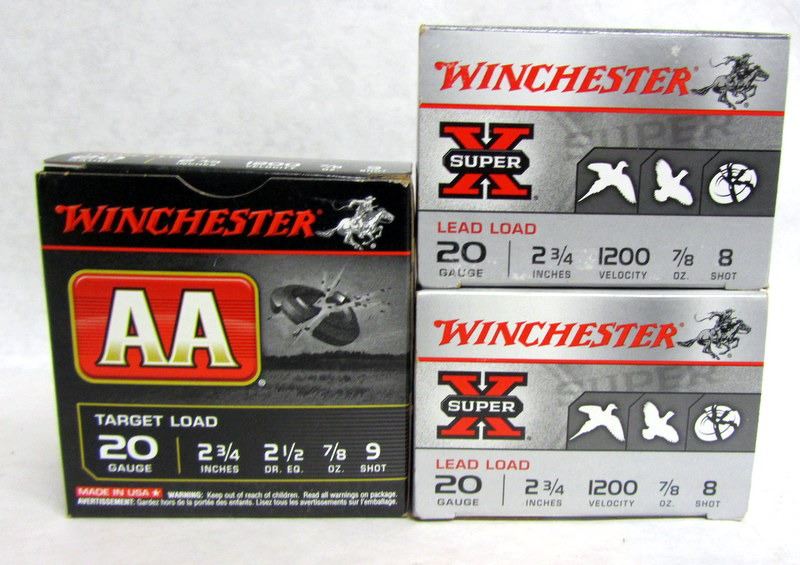 WINCHESTER
AA
TARGET LOAD
20 2 3/4 2 1/2 7/8 9
GAUGE INCHES DR. EQ. OZ. SHOT
MADE IN USA ★ WARNING: Keep out of reach of children. Read all warnings on package.
AVERTISSEMENT: Gardez hors de la portée des enfants. Lisez tous les avertissements sur l'emballage.
WINCHESTER
X
SUPER
LEAD LOAD
20 2 3/4 1200 7/8 8
GAUGE INCHES VELOCITY OZ. SHOT
WINCHESTER
X
SUPER
LEAD LOAD
20 2 3/4 1200 7/8 8
GAUGE INCHES VELOCITY OZ. SHOT